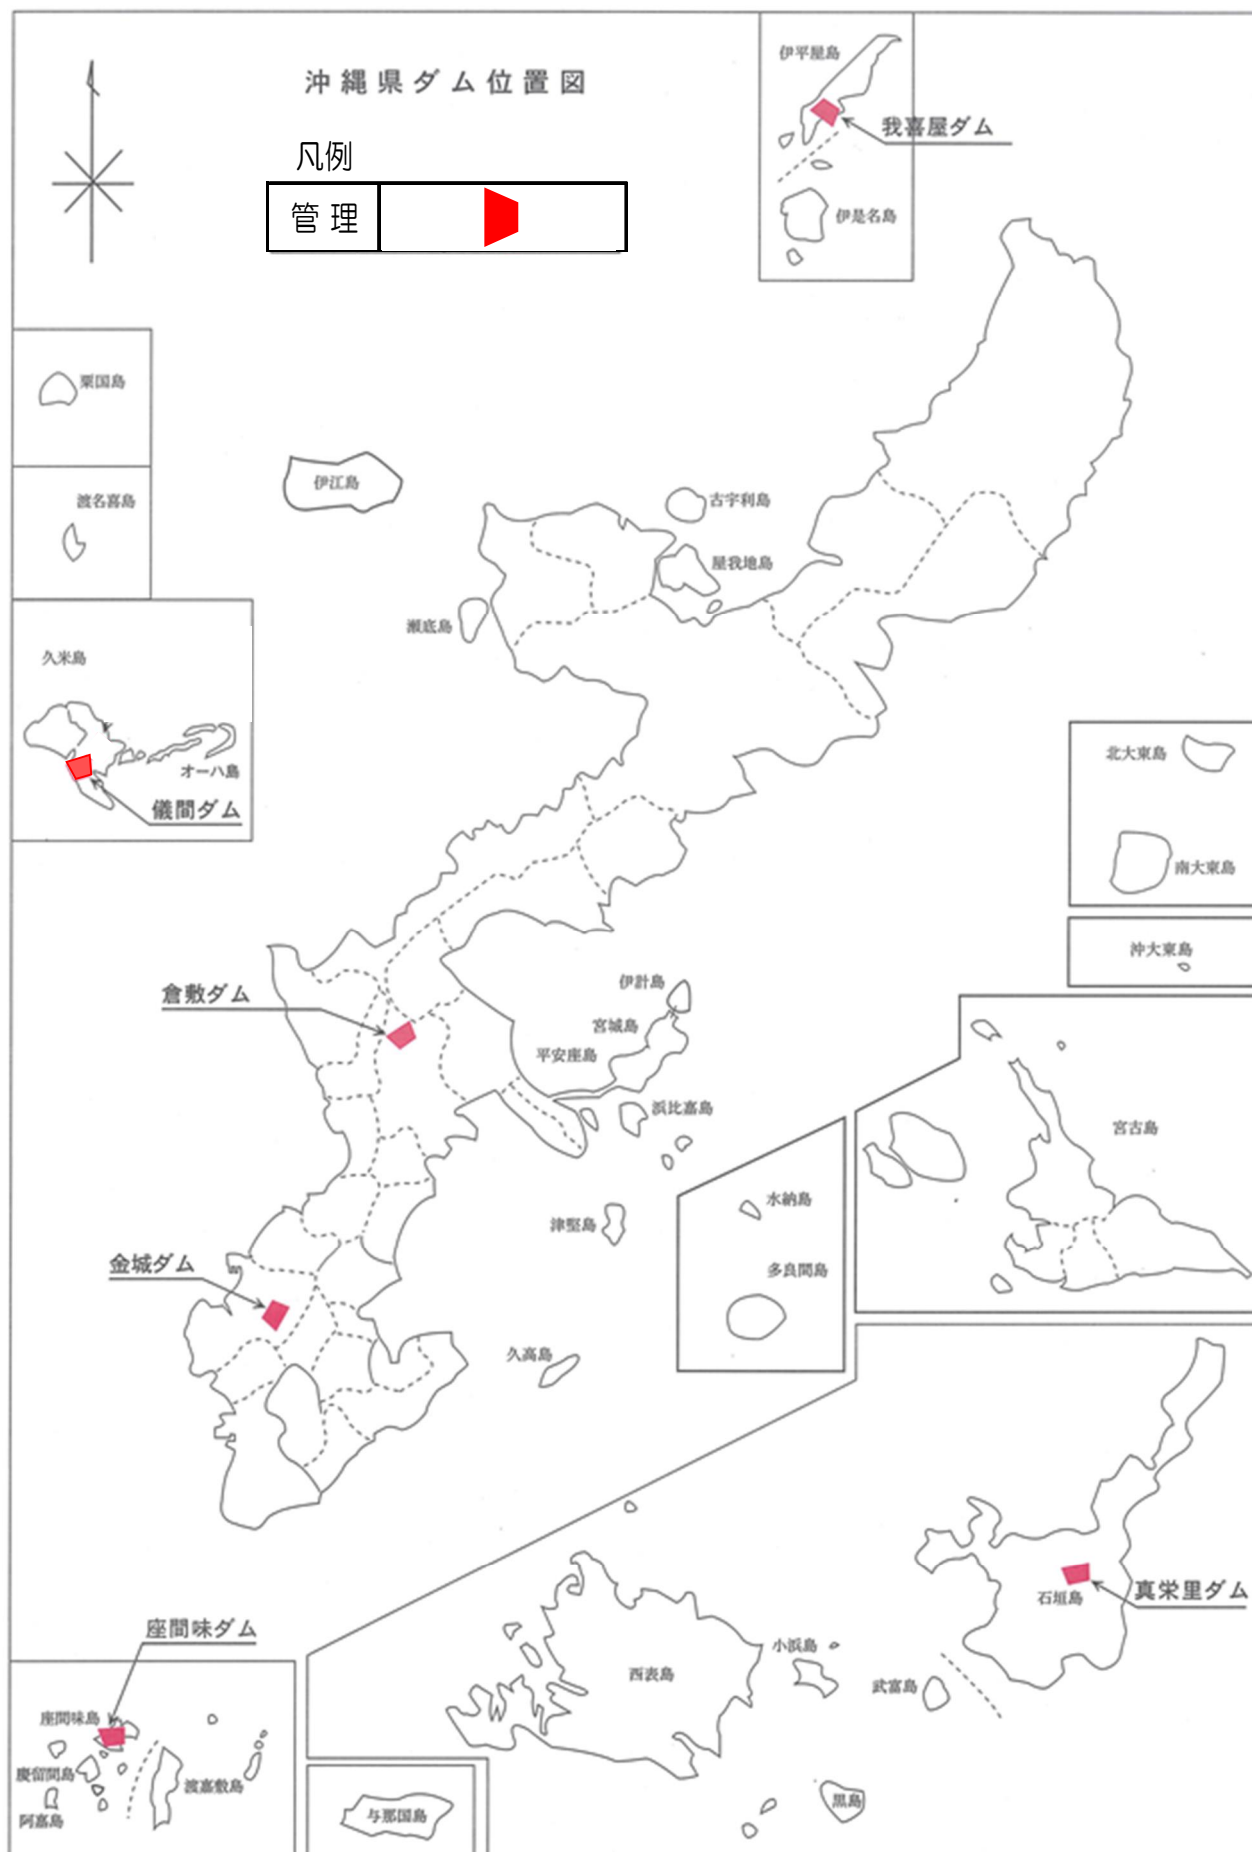 沖縄県ダム位置図
凡例
管理
伊平屋島
我喜屋ダム
伊是名島
粟国島
渡名喜島
伊江島
古宇利島
屋我地島
瀬底島
久米島
オーハ島
儀間ダム
北大東島
南大東島
沖大東島
倉敷ダム
伊計島
宮城島
平安座島
浜比嘉島
宮古島
津堅島
水納島
多良間島
金城ダム
久高島
石垣島
真栄里ダム
座間味ダム
西表島
小浜島
武富島
座間味島
慶留間島
阿嘉島
渡嘉敷島
与那国島
黒島